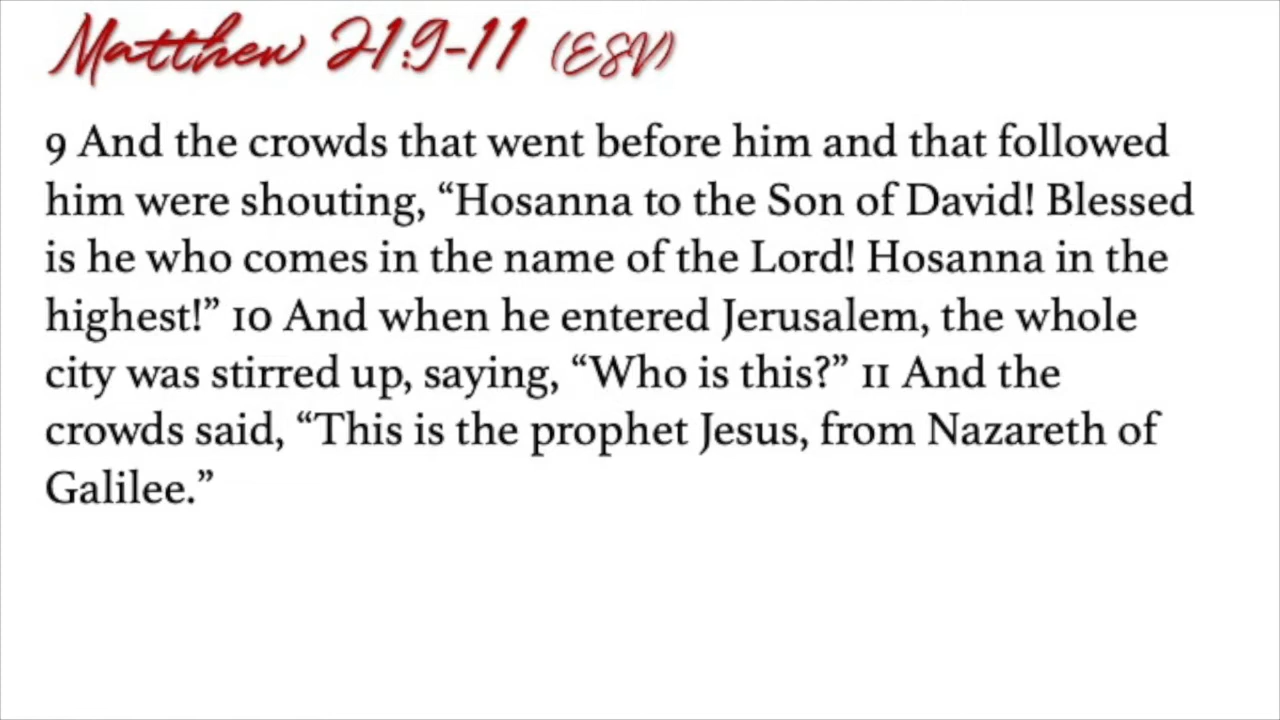 Matthew 21:9-11 (ESV)
9 And the crowds that went before him and that followed
him were shouting, “Hosanna to the Son of David! Blessed
is he who comes in the name of the Lord! Hosanna in the
highest!” 10 And when he entered Jerusalem, the whole
city was stirred up, saying, “Who is this?” 11 And the
crowds said, “This is the prophet Jesus, from Nazareth of
Galilee.”